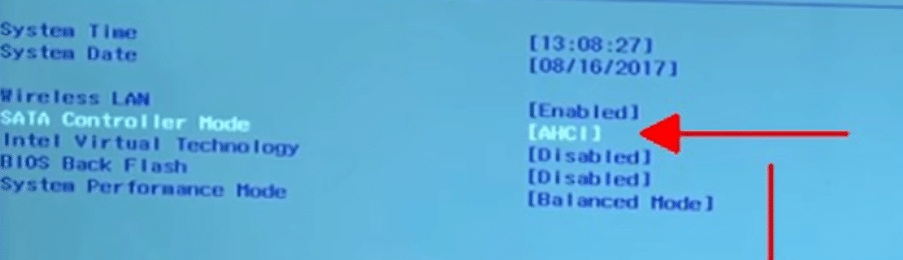 System Time [13:08:27]
System Date [08/16/2017]
Wireless LAN [Enabled]
SATA Controller Mode [AHCI]
Intel Virtual Technology [Disabled]
BIOS Back Flash [Disabled]
System Performance Mode [Balanced Mode]